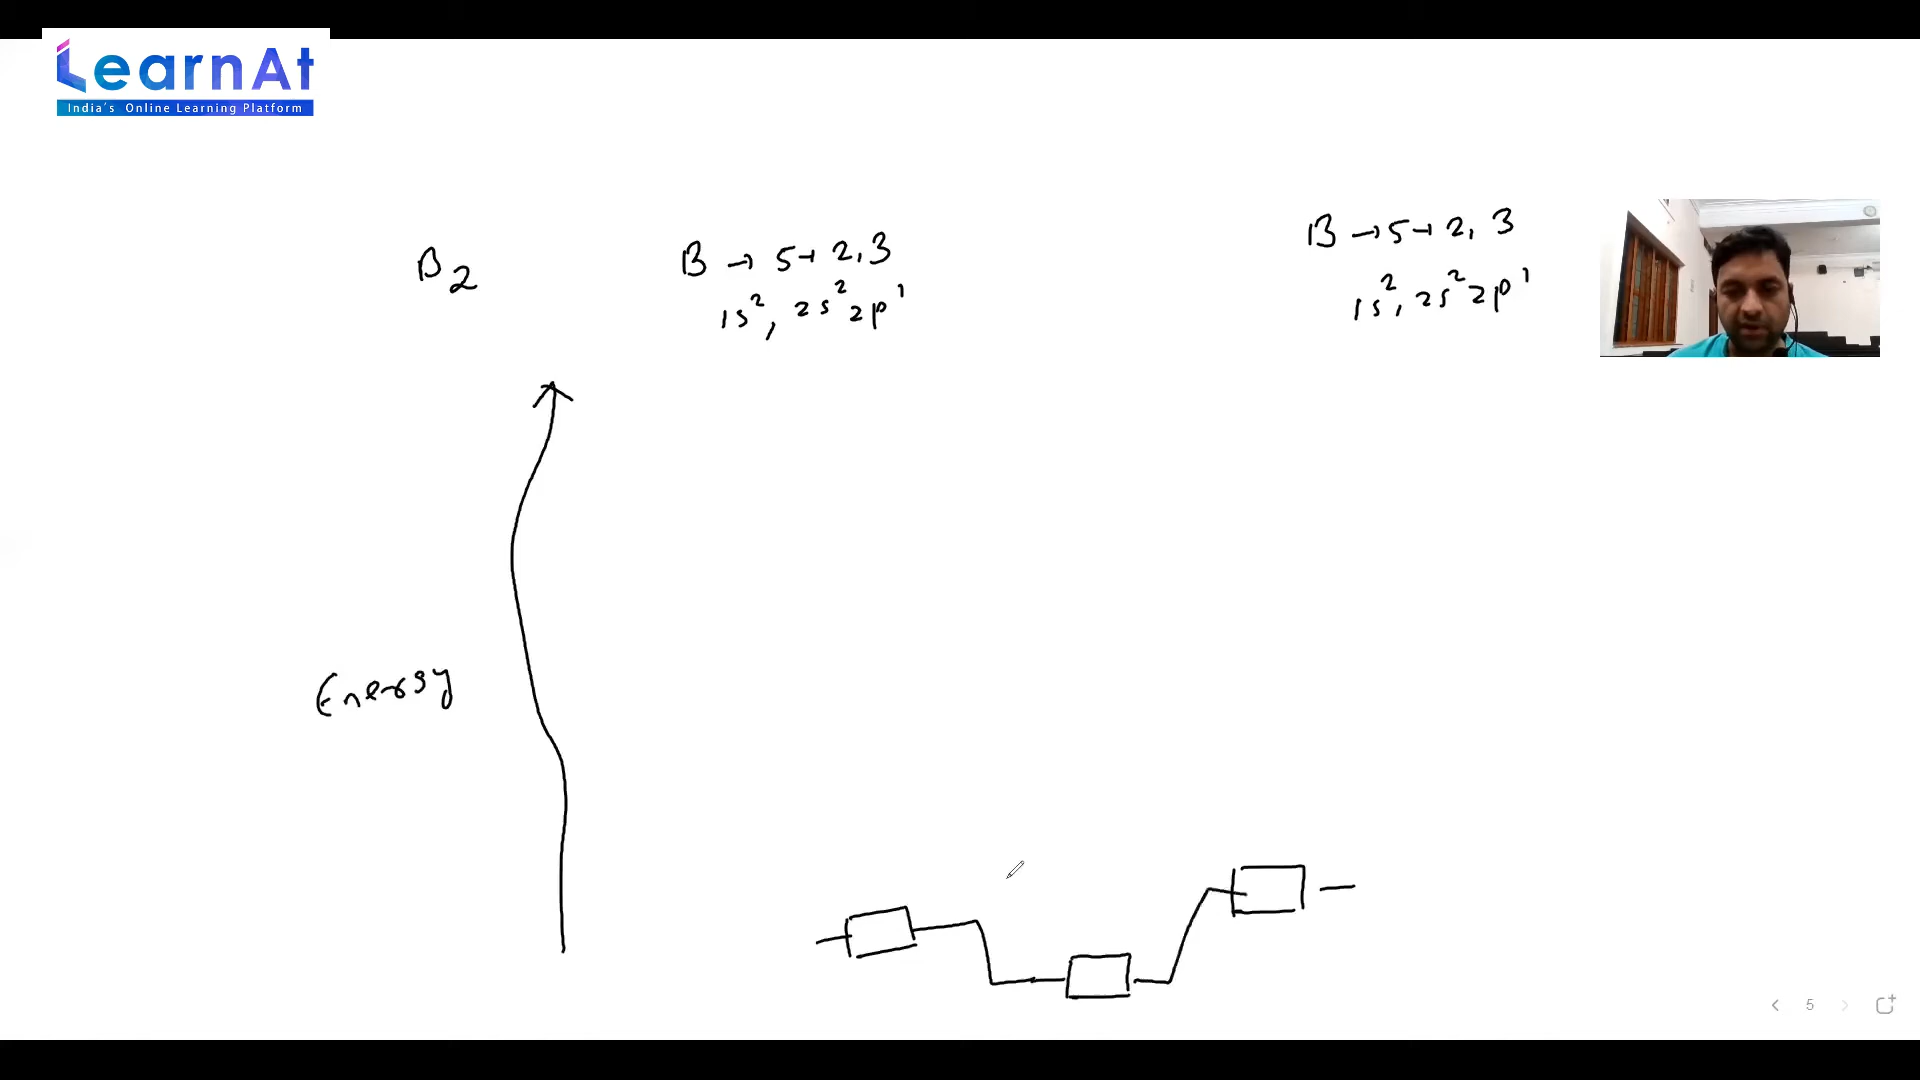 LearnAt
India's Online Learning Platform
B₂
B → 5 → 2, 3
1s², 2s² 2p¹
B → 5 → 2, 3
1s², 2s² 2p¹
Energy
5